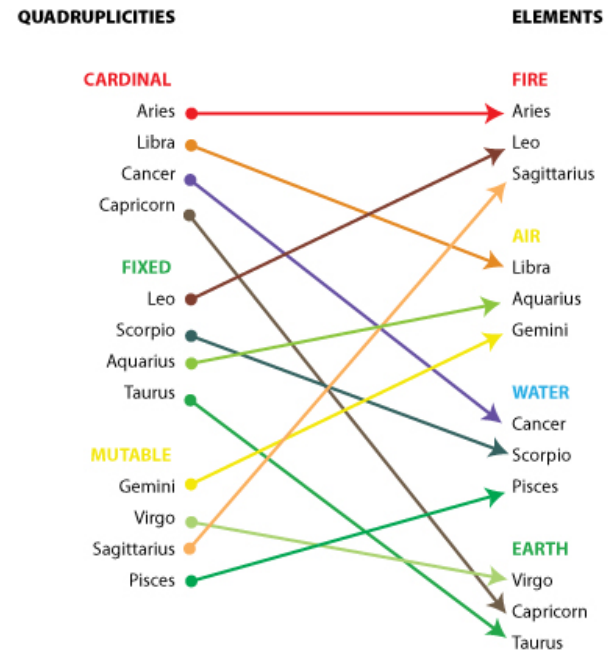 QUADRUPLICITIES
CARDINAL
Aries
Libra
Cancer
Capricorn
FIXED
Leo
Scorpio
Aquarius
Taurus
MUTABLE
Gemini
Virgo
Sagittarius
Pisces
ELEMENTS
FIRE
Aries
Leo
Sagittarius
AIR
Libra
Aquarius
Gemini
WATER
Cancer
Scorpio
Pisces
EARTH
Virgo
Capricorn
Taurus